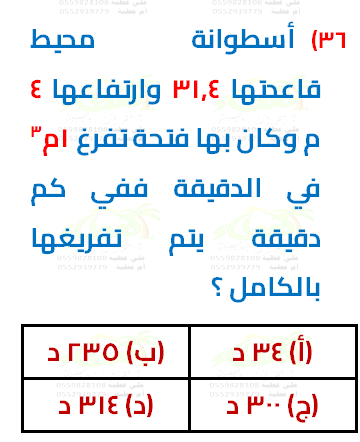 ٣٦) أسطوانة محيط
قاعدتها ٣١,٤ وارتفاعها ٤
م وكان بها فتحة تفرغ ١م٣
في الدقيقة ففي كم
دقيقة يتم تفريغها
بالكامل ؟
(أ) ٣٤ د (ب) ٢٣٥ د
(ج) ٣٠٠ د (د) ٣١٤ د